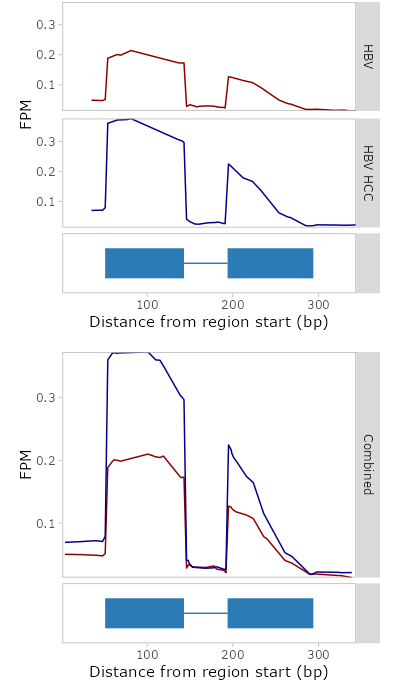 0.3
0.2
0.1
HBV
FPM
0.3
0.2
0.1
HBV HCC
100 200 300
Distance from region start (bp)
0.3
0.2
0.1
FPM
Combined
100 200 300
Distance from region start (bp)